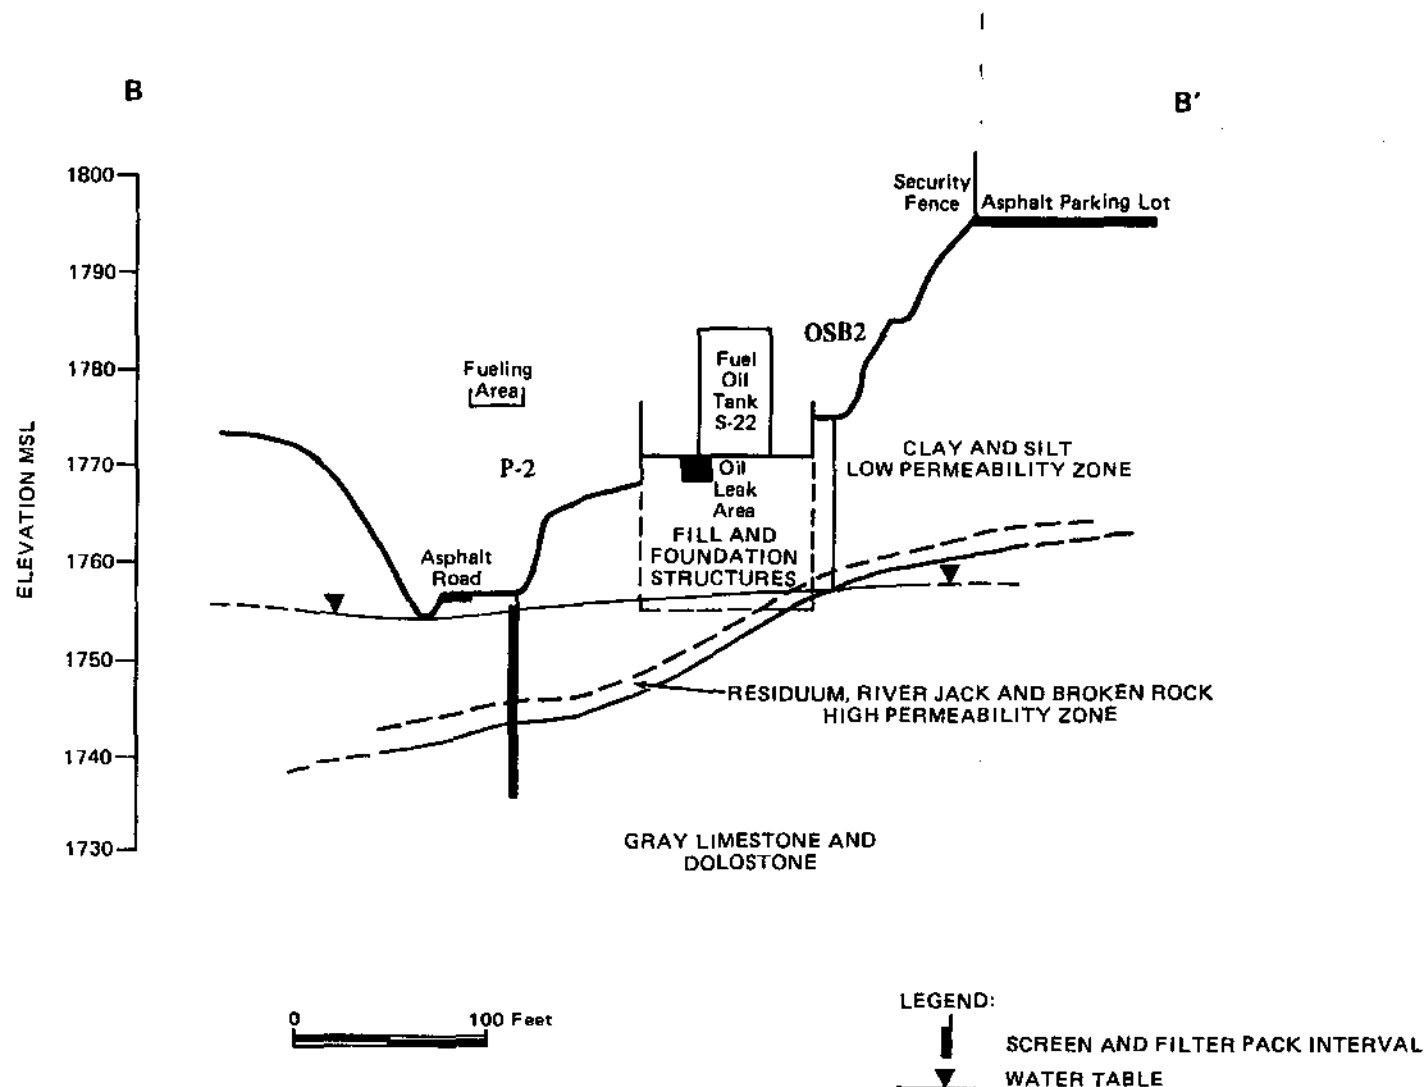 B
B'
1800
Security
Fence
Asphalt Parking Lot
1790
OSB2
1780
Fueling
Area
Fuel
Oil
Tank
S-22
ELEVATION MSL
1770
P-2
Oil
Leak
Area
CLAY AND SILT
LOW PERMEABILITY ZONE
FILL AND
FOUNDATION
STRUCTURES
1760
Asphalt
Road
1750
RESIDUUM, RIVER JACK AND BROKEN ROCK
HIGH PERMEABILITY ZONE
1740
1730
GRAY LIMESTONE AND
DOLOSTONE
0
100 Feet
LEGEND:
SCREEN AND FILTER PACK INTERVAL
WATER TABLE